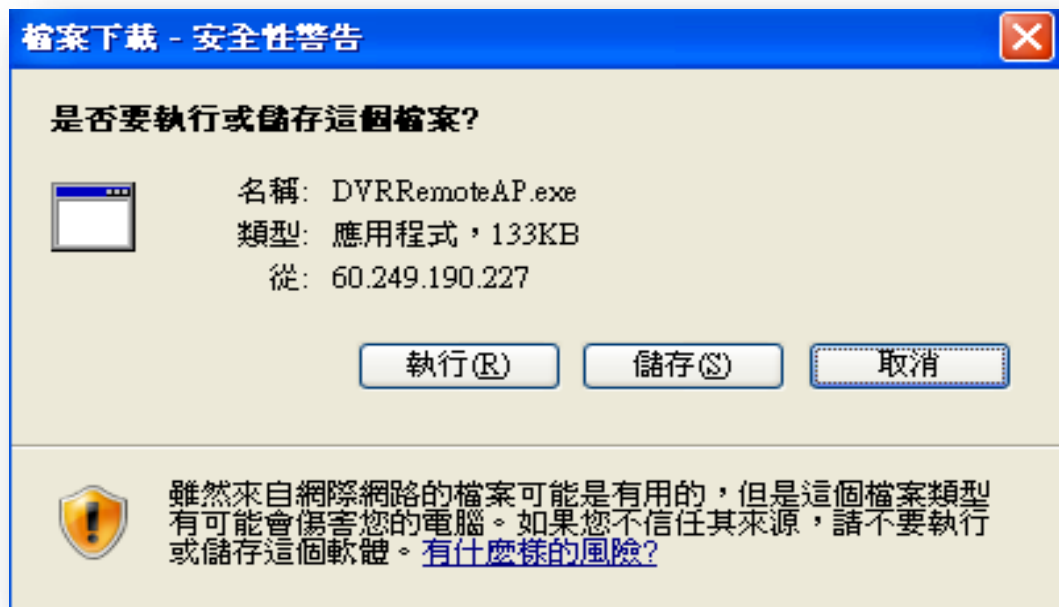 檔案下載 - 安全性警告
是否要執行或儲存這個檔案?
名稱: DVRRemoteAP.exe
類型: 應用程式，133KB
從: 60.249.190.227
執行(R) 儲存(S) 取消
雖然來自網際網路的檔案可能是有用的，但是這個檔案類型
有可能會傷害您的電腦。如果您不信任其來源，請不要執行
或儲存這個軟體。有什麼樣的風險?